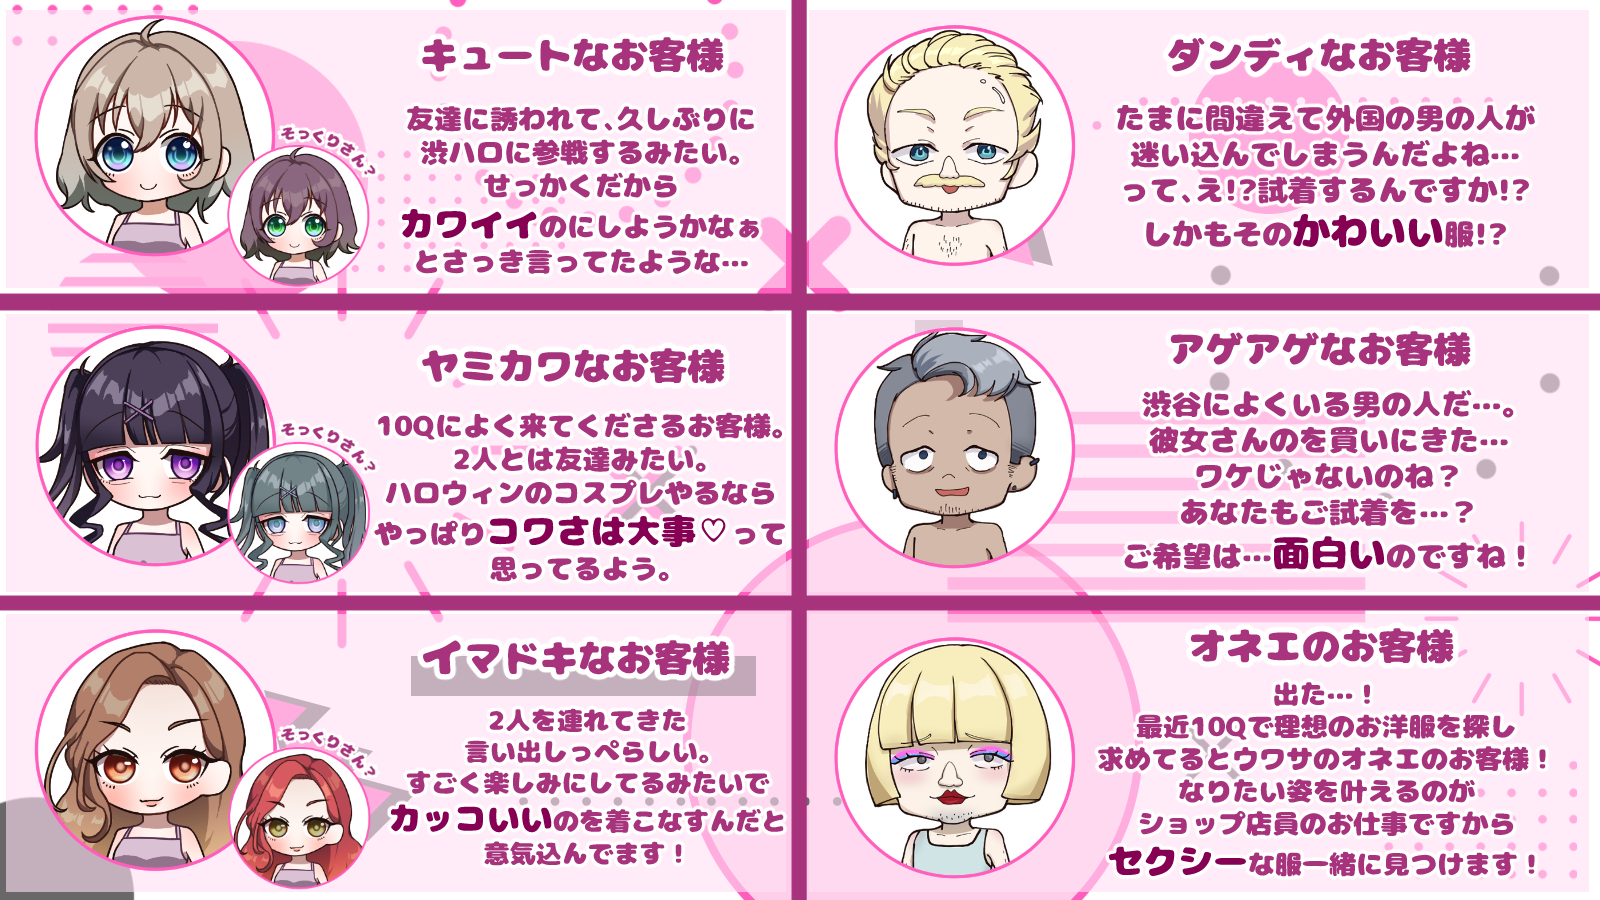 キュートなお客様
友達に誘われて、久しぶりに
渋ハロに参戦するみたい。
せっかくだから
カワイイのにしようかなぁ
とさっき言ってたような…
そっくりさん?
ダンディなお客様
たまに間違えて外国の男の人が
迷い込んでしまうんだよね…
って、え!?試着するんですか!?
しかもそのかわいい服!?
ヤミカワなお客様
10Qによく来てくださるお客様。
2人とは友達みたい。
ハロウィンのコスプレやるなら
やっぱりコワさは大事♡って
思ってるよう。
そっくりさん?
アゲアゲなお客様
渋谷によくいる男の人だ…。
彼女さんのを買いにきた…
ワケじゃないのね？
あなたもご試着を…？
ご希望は…面白いのですね！
イマドキなお客様
2人を連れてきた
言い出しっぺらしい。
すごく楽しみにしてるみたいで
カッコいいのを着こなすんだと
意気込んでます！
そっくりさん?
オネエのお客様
出た…！
最近10Qで理想のお洋服を探し
求めてるとウワサのオネエのお客様！
なりたい姿を叶えるのが
ショップ店員のお仕事ですから
セクシーな服一緒に見つけます！